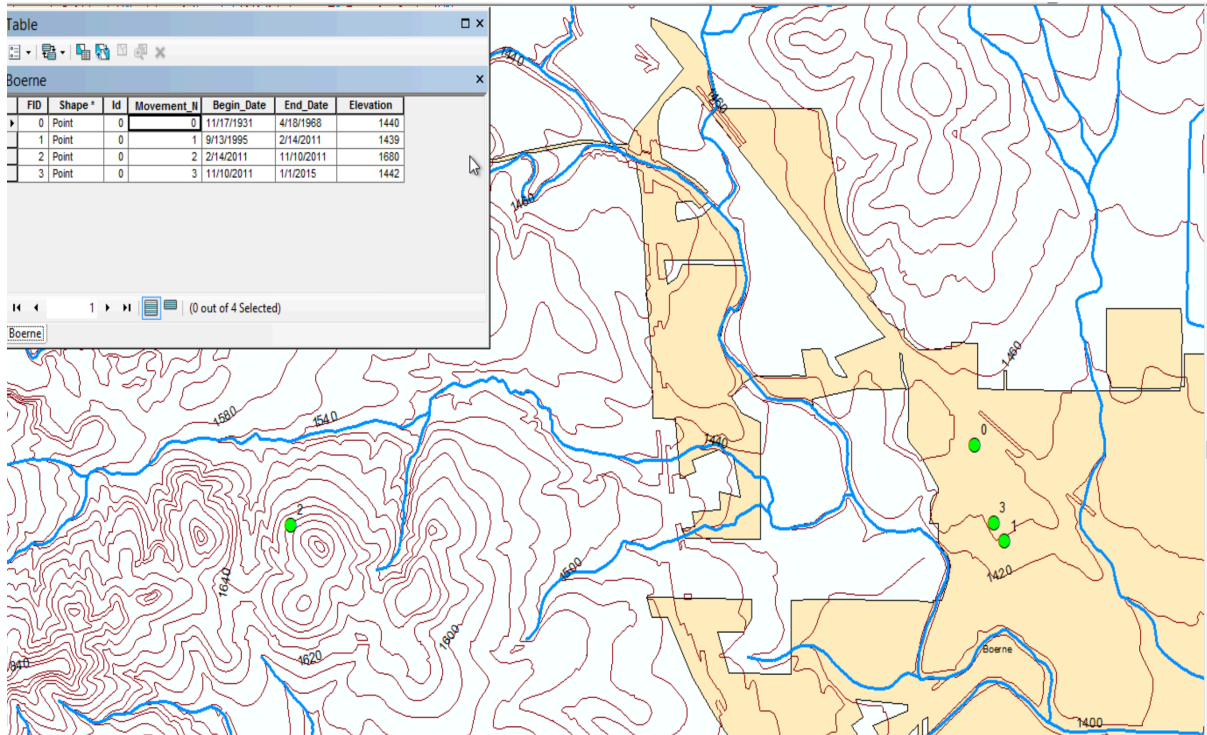 Table
Boerne
FID Shape * Id Movement_N Begin_Date End_Date Elevation
0 Point 0 0 11/17/1931 4/18/1968 1440
1 Point 0 1 9/13/1995 2/14/2011 1439
2 Point 0 2 2/14/2011 11/10/2011 1680
3 Point 0 3 11/10/2011 1/1/2015 1442
1 (0 out of 4 Selected)
Boerne
1440
1460
1460
1460
1580
1540
1440
0
2
3
1
1500
1420
1640
1600
1620
Boerne
1400